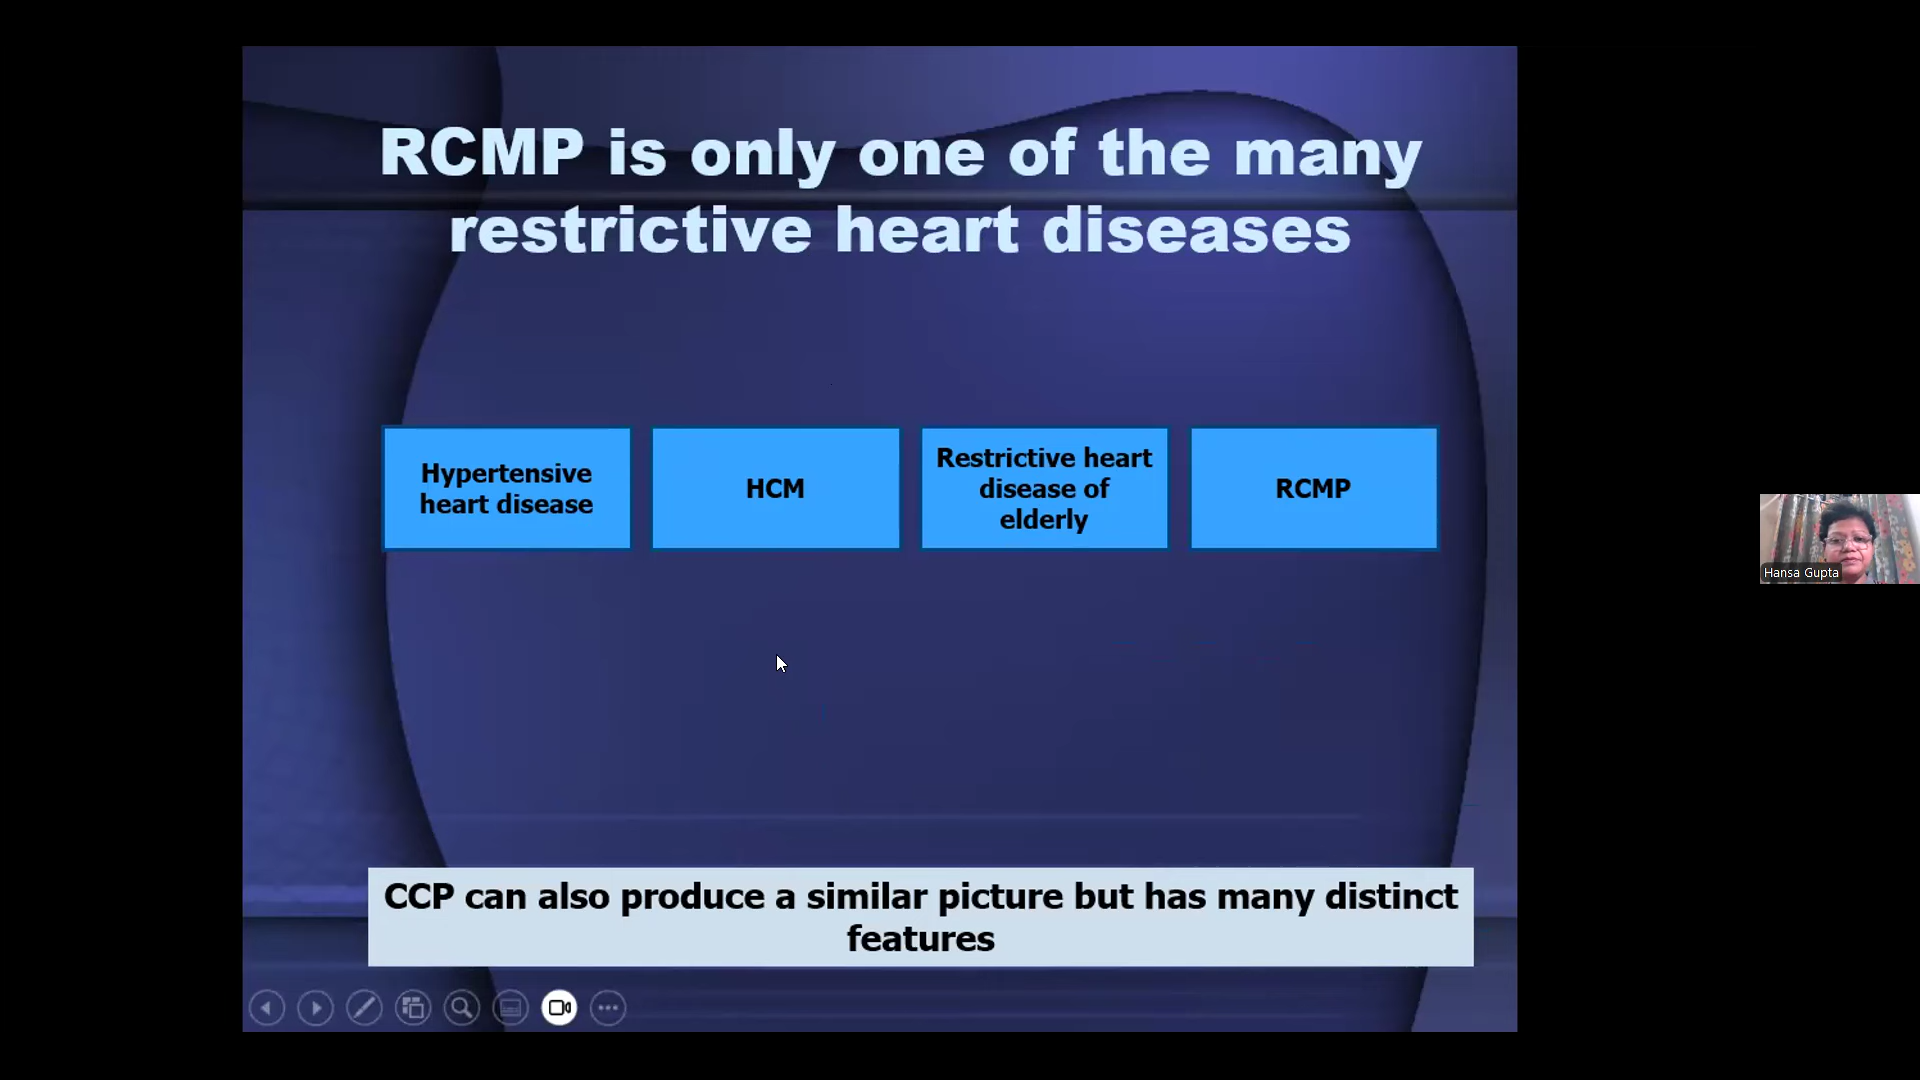 RCMP is only one of the many
restrictive heart diseases
Hypertensive
heart disease
HCM
Restrictive heart
disease of
elderly
RCMP
Hansa Gupta
CCP can also produce a similar picture but has many distinct
features